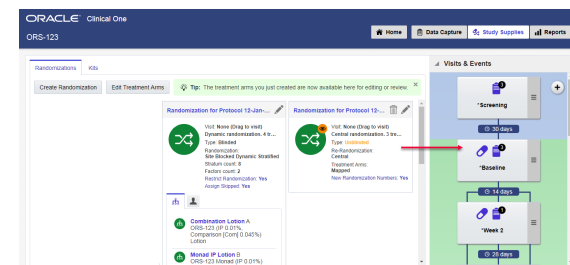 ORACLE® Clinical One
ORS-123
Home
Data Capture
Study Supplies
Reports
Randomizations
Kits
Create Randomization
Edit Treatment Arms
Tip: The treatment arms you just created are now available here for editing or review.
Randomization for Protocol 12-Jan-...
Visit: None (Drag to visit)
Dynamic randomization. 4 tr...
Type: Blinded
Randomization:
Site Blocked Dynamic Stratified
Stratum count: 8
Factors count: 2
Restrict Randomization: Yes
Assign Skipped: Yes
Combination Lotion A
ORS-123 (IP 0.01%,
Comparison [Com] 0.045%)
Lotion
Monad IP Lotion B
ORS-123 Monad (IP 0.01%)
Randomization for Protocol 12-...
Visit: None (Drag to visit)
Central randomization. 3 tre...
Type: Unblinded
Re-Randomization:
Central
Treatment Arms:
Mapped
New Randomization Numbers: Yes
Visits & Events
*Screening
30 days
*Baseline
14 days
*Week 2
28 days